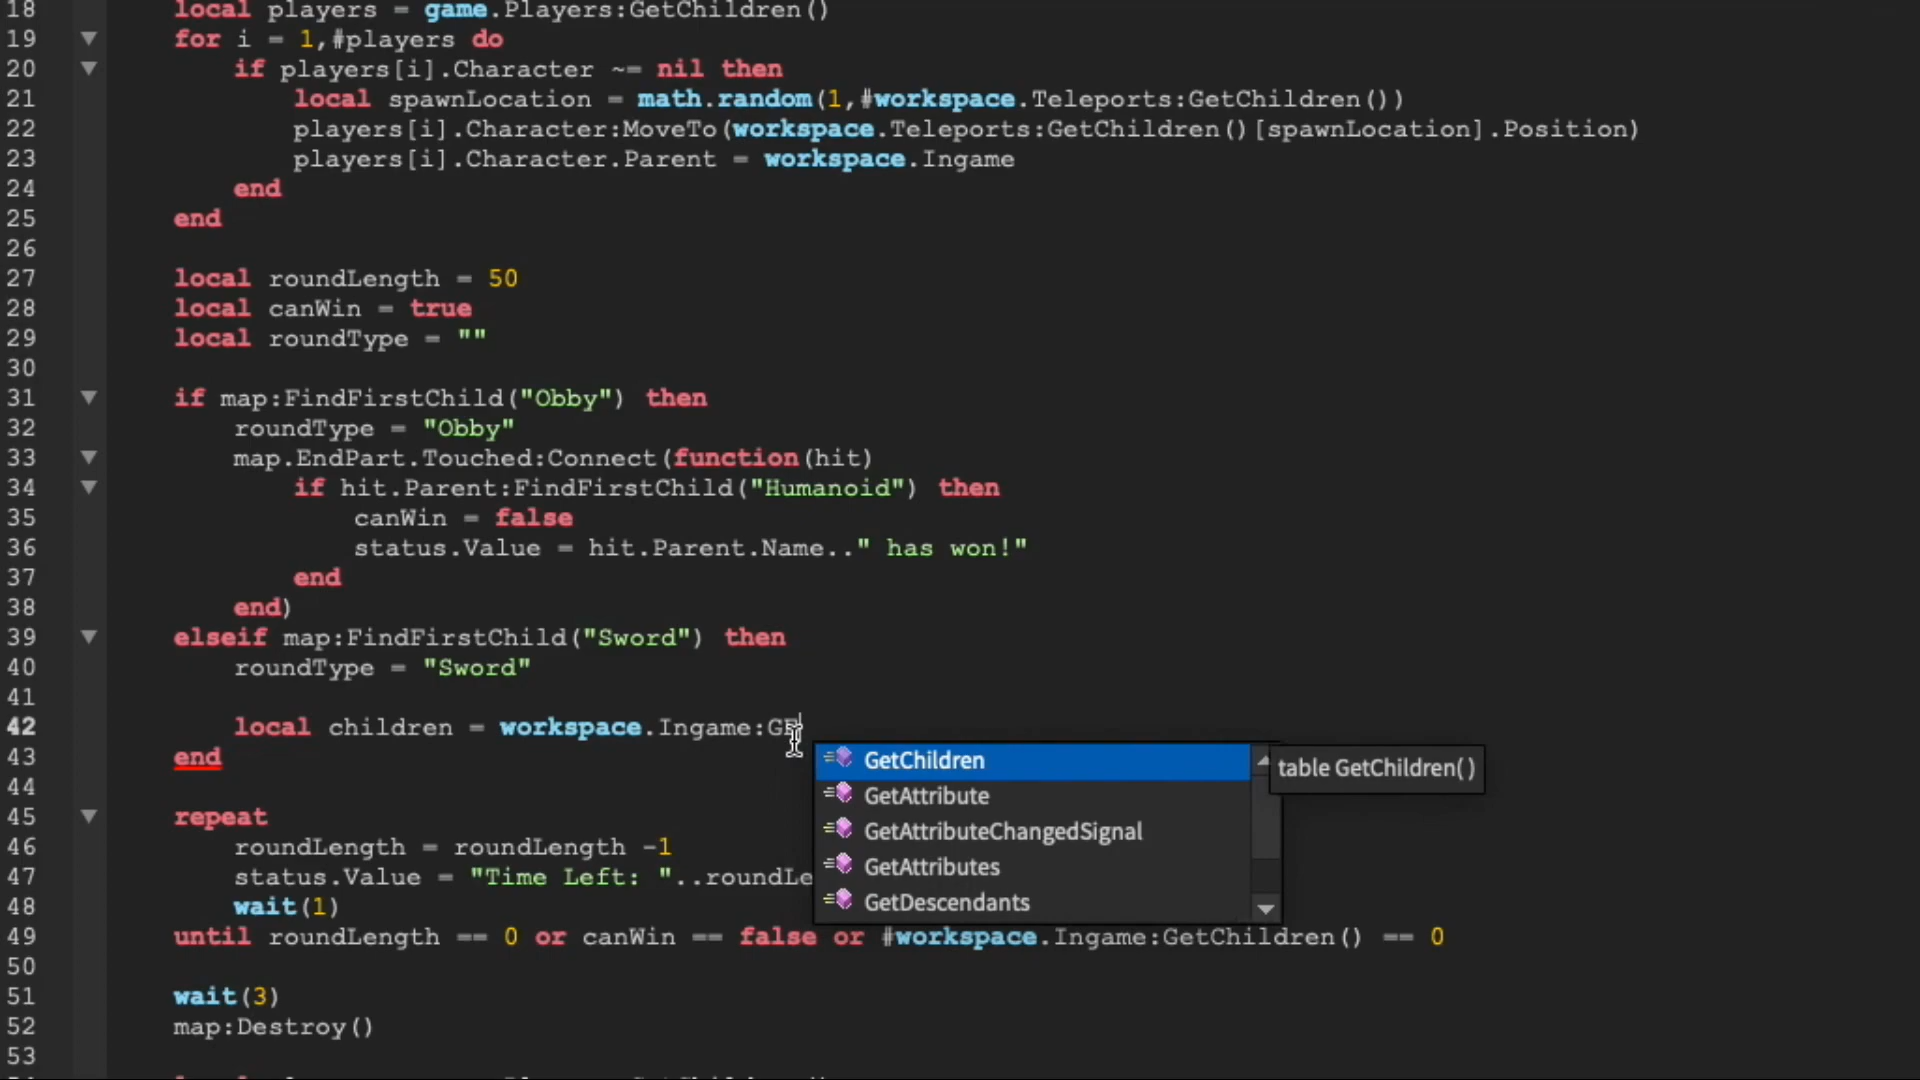 18 local players = game.Players:GetChildren()
19 for i = 1,#players do
20 if players[i].Character ~= nil then
21 local spawnLocation = math.random(1,#workspace.Teleports:GetChildren())
22 players[i].Character:MoveTo(workspace.Teleports:GetChildren()[spawnLocation].Position)
23 players[i].Character.Parent = workspace.Ingame
24 end
25 end
26
27 local roundLength = 50
28 local canWin = true
29 local roundType = ""
30
31 if map:FindFirstChild("Obby") then
32 roundType = "Obby"
33 map.EndPart.Touched:Connect(function(hit)
34 if hit.Parent:FindFirstChild("Humanoid") then
35 canWin = false
36 status.Value = hit.Parent.Name.." has won!"
37 end
38 end)
39 elseif map:FindFirstChild("Sword") then
40 roundType = "Sword"
41
42 local children = workspace.Ingame:GE
GetChildren
table GetChildren()
GetAttribute
GetAttributeChangedSignal
GetAttributes
GetDescendants
43 end
44
45 repeat
46 roundLength = roundLength -1
47 status.Value = "Time Left: "..roundLe
48 wait(1)
49 until roundLength == 0 or canWin == false or #workspace.Ingame:GetChildren() == 0
50
51 wait(3)
52 map:Destroy()
53